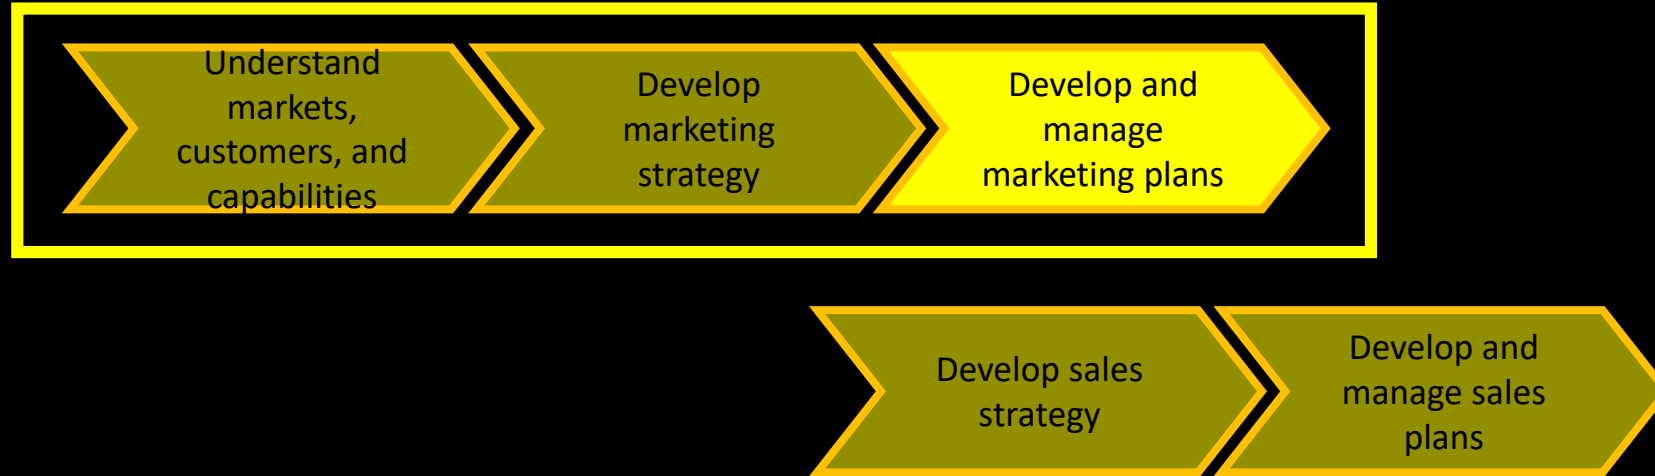 Understand
markets,
customers, and
capabilities
Develop
marketing
strategy
Develop and
manage
marketing plans
Develop sales
strategy
Develop and
manage sales
plans